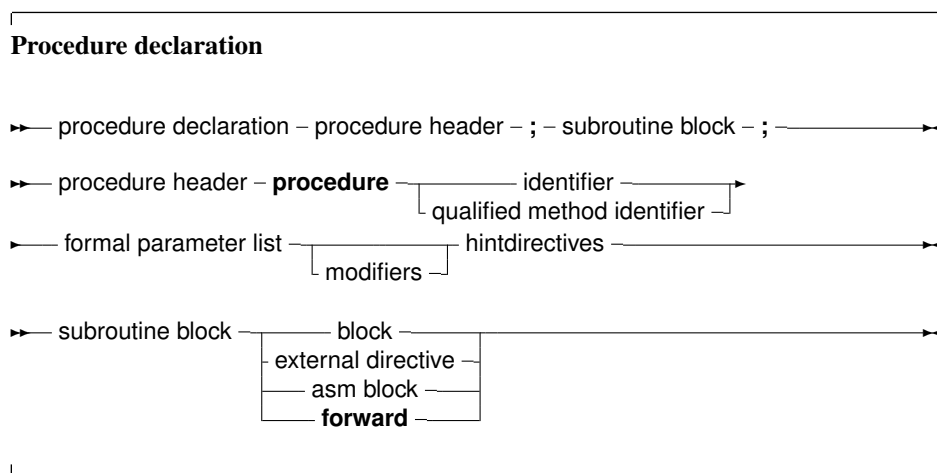 Procedure declaration
procedure declaration procedure header ; subroutine block ;
procedure header procedure identifier
qualified method identifier
formal parameter list hintdirectives
modifiers
subroutine block block
external directive
asm block
forward